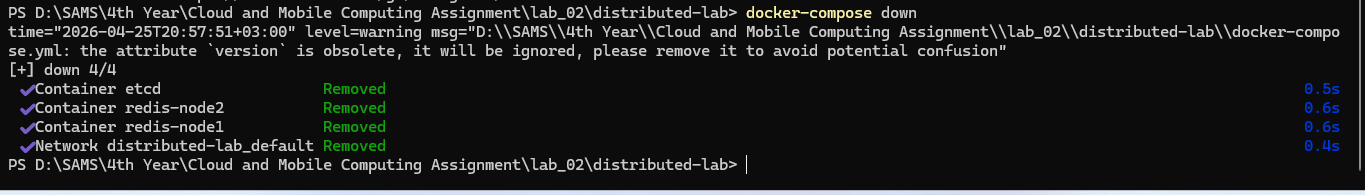 PS D:\SAMS\4th Year\Cloud and Mobile Computing Assignment\lab_02\distributed-lab> docker-compose down
time="2026-04-25T20:57:51+03:00" level=warning msg="D:\\SAMS\\4th Year\\Cloud and Mobile Computing Assignment\\lab_02\\distributed-lab\\docker-compo
se.yml: the attribute `version` is obsolete, it will be ignored, please remove it to avoid potential confusion"
[+] down 4/4
✔Container etcd Removed 0.5s
✔Container redis-node2 Removed 0.6s
✔Container redis-node1 Removed 0.6s
✔Network distributed-lab_default Removed 0.4s
PS D:\SAMS\4th Year\Cloud and Mobile Computing Assignment\lab_02\distributed-lab>